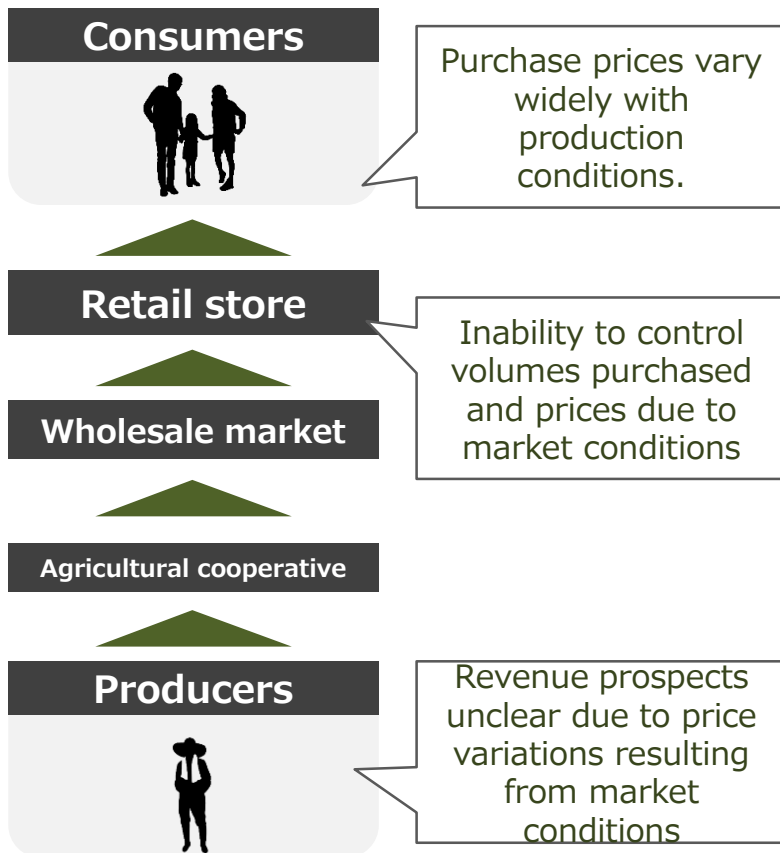 Consumers
Purchase prices vary
widely with
production
conditions.
Retail store
Inability to control
volumes purchased
and prices due to
market conditions
Wholesale market
Agricultural cooperative
Producers
Revenue prospects
unclear due to price
variations resulting
from market
conditions